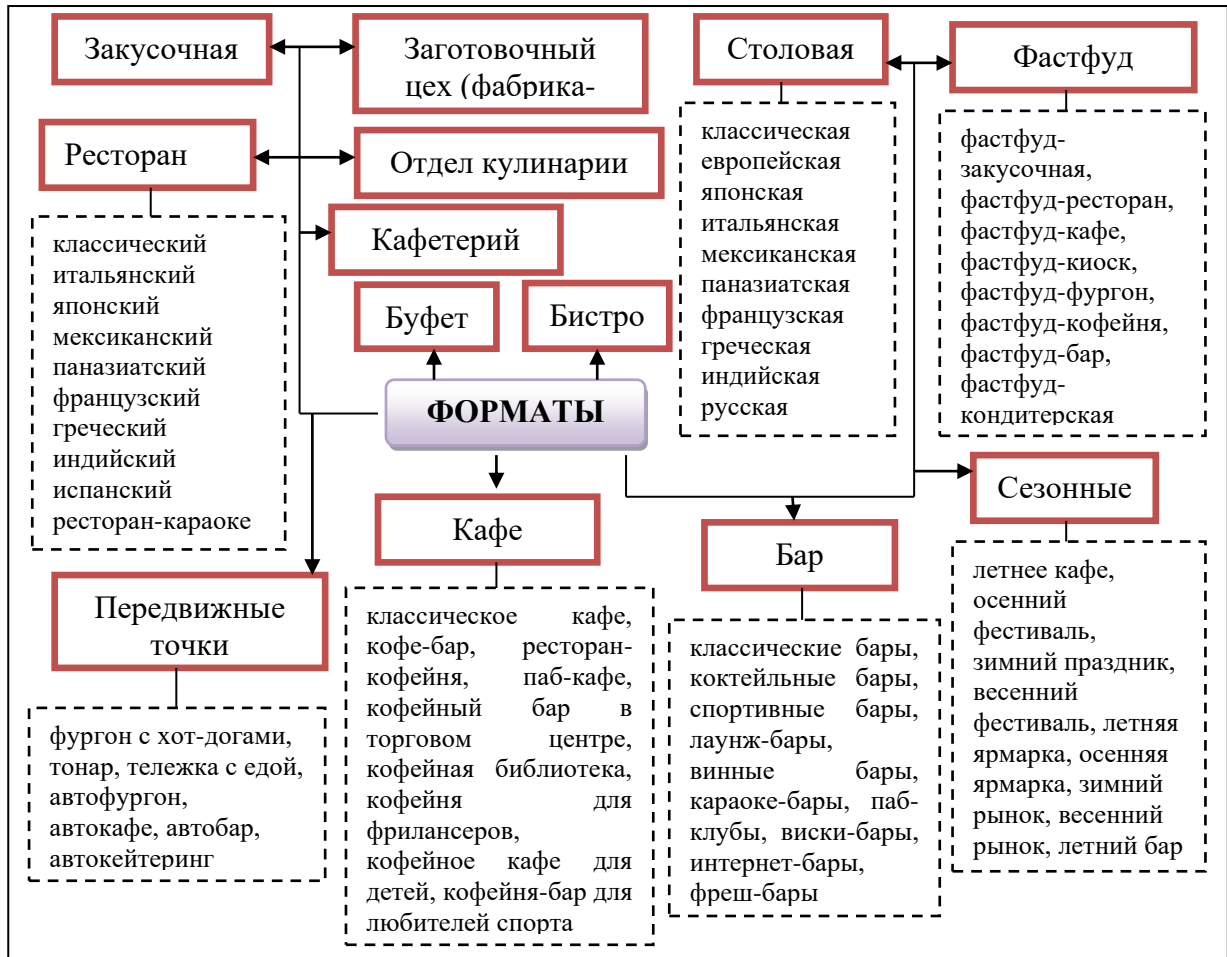 Закусочная
Заготовочный
цех (фабрика-
Столовая
Фастфуд
Ресторан
Отдел кулинарии
Кафетерий
Буфет
Бистро
ФОРМАТЫ
классический
итальянский
японский
мексиканский
паназиатский
французский
греческий
индийский
испанский
ресторан-караоке
классическая
европейская
японская
итальянская
мексиканская
паназиатская
французская
греческая
индийская
русская
фастфуд-
закусочная,
фастфуд-ресторан,
фастфуд-кафе,
фастфуд-киоск,
фастфуд-фургон,
фастфуд-кофейня,
фастфуд-бар,
фастфуд-
кондитерская
Передвижные
точки
Кафе
Бар
Сезонные
фургон с хот-догами,
тонар, тележка с едой,
автофургон,
автокафе, автобар,
автокейтеринг
классическое кафе,
кофе-бар, ресторан-
кофейня, паб-кафе,
кофейный бар в
торговом центре,
кофейная библиотека,
кофейня для
фрилансеров,
кофейное кафе для
детей, кофейня-бар для
любителей спорта
классические бары,
коктейльные бары,
спортивные бары,
лаунж-бары,
винные бары,
караоке-бары, паб-
клубы, виски-бары,
интернет-бары,
фреш-бары
летнее кафе,
осенний
фестиваль,
зимний праздник,
весенний
фестиваль, летняя
ярмарка, осенняя
ярмарка, зимний
рынок, весенний
рынок, летний бар